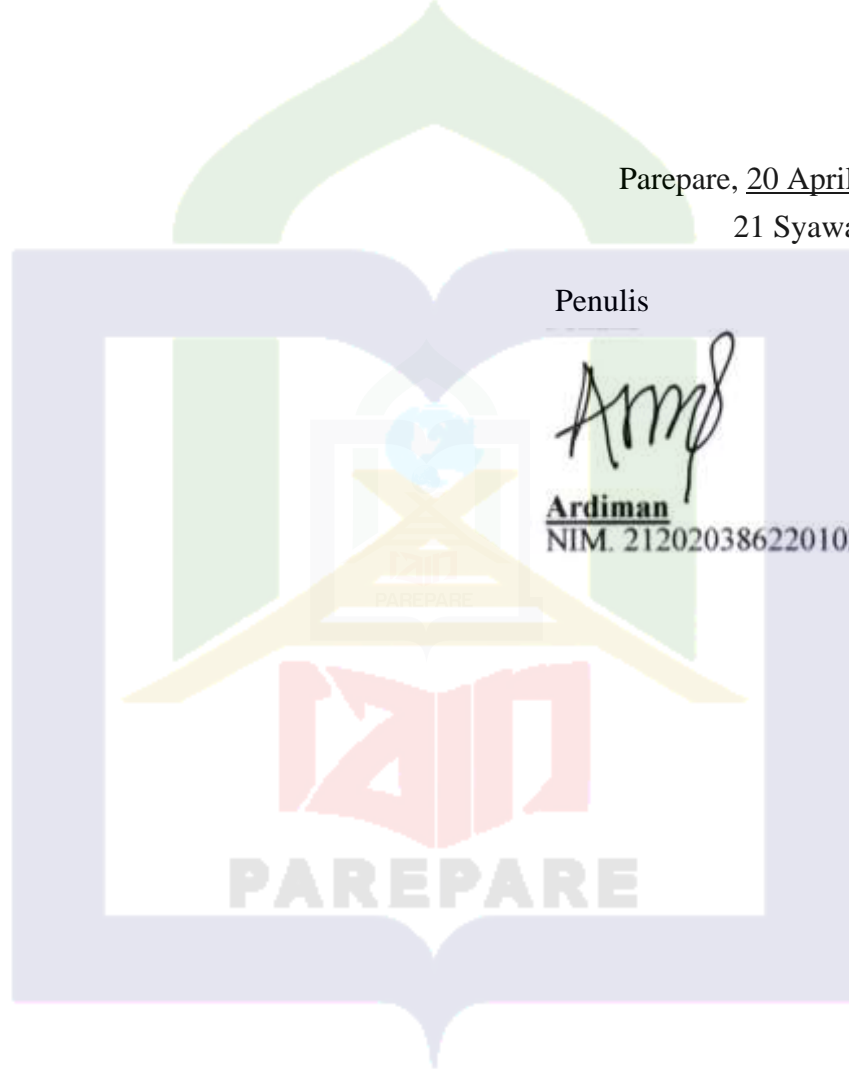 Parepare, 20 April
21 Syawa
Penulis
Ardiman
NIM. 21202038622010
PAREPARE
PAREPARE